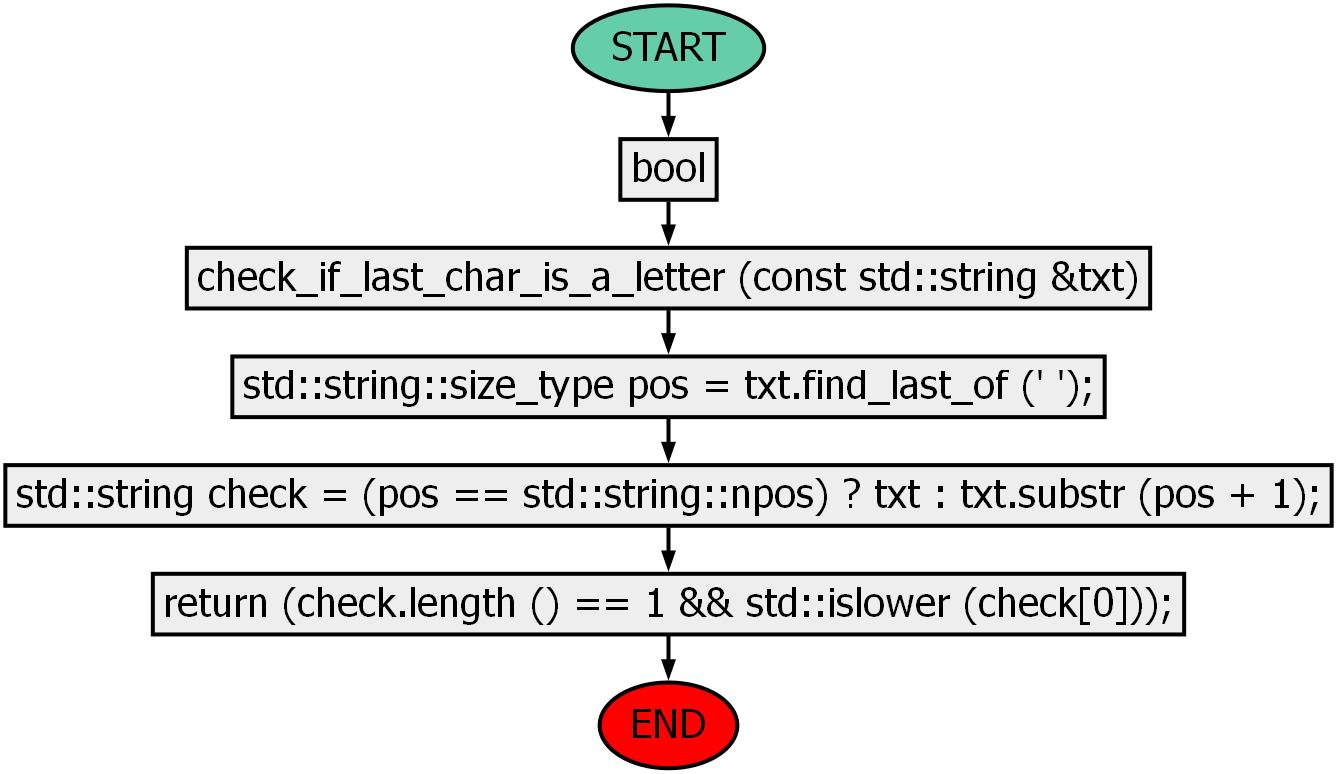 START
bool
check_if_last_char_is_a_letter (const std::string &txt)
std::string::size_type pos = txt.find_last_of (' ');
std::string check = (pos == std::string::npos) ? txt : txt.substr (pos + 1);
return (check.length () == 1 && std::islower (check[0]));
END